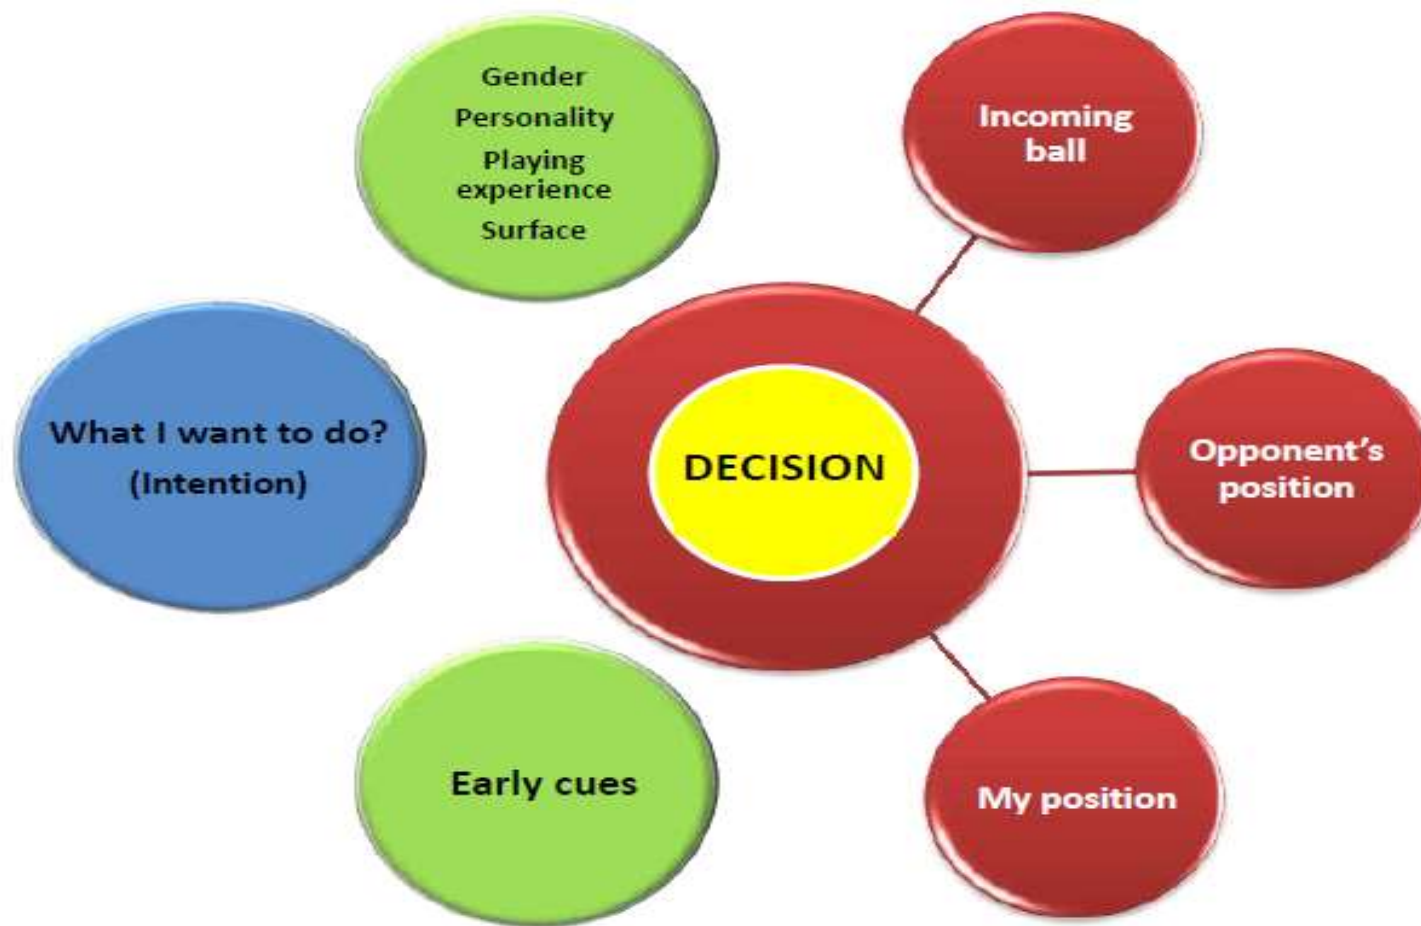 Gender
Personality
Playing
experience
Surface
Incoming
ball
What I want to do?
(Intention)
DECISION
Opponent’s
position
Early cues
My position